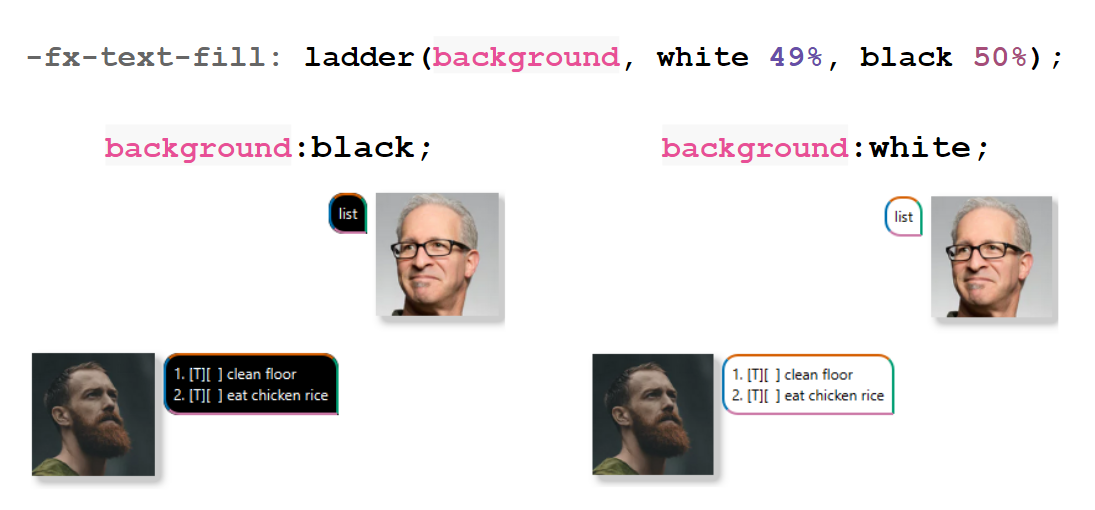 -fx-text-fill: ladder(background, white 49%, black 50%);
background:black;
background:white;
list
list
1. [T][ ] clean floor
2. [T][ ] eat chicken rice
1. [T][ ] clean floor
2. [T][ ] eat chicken rice